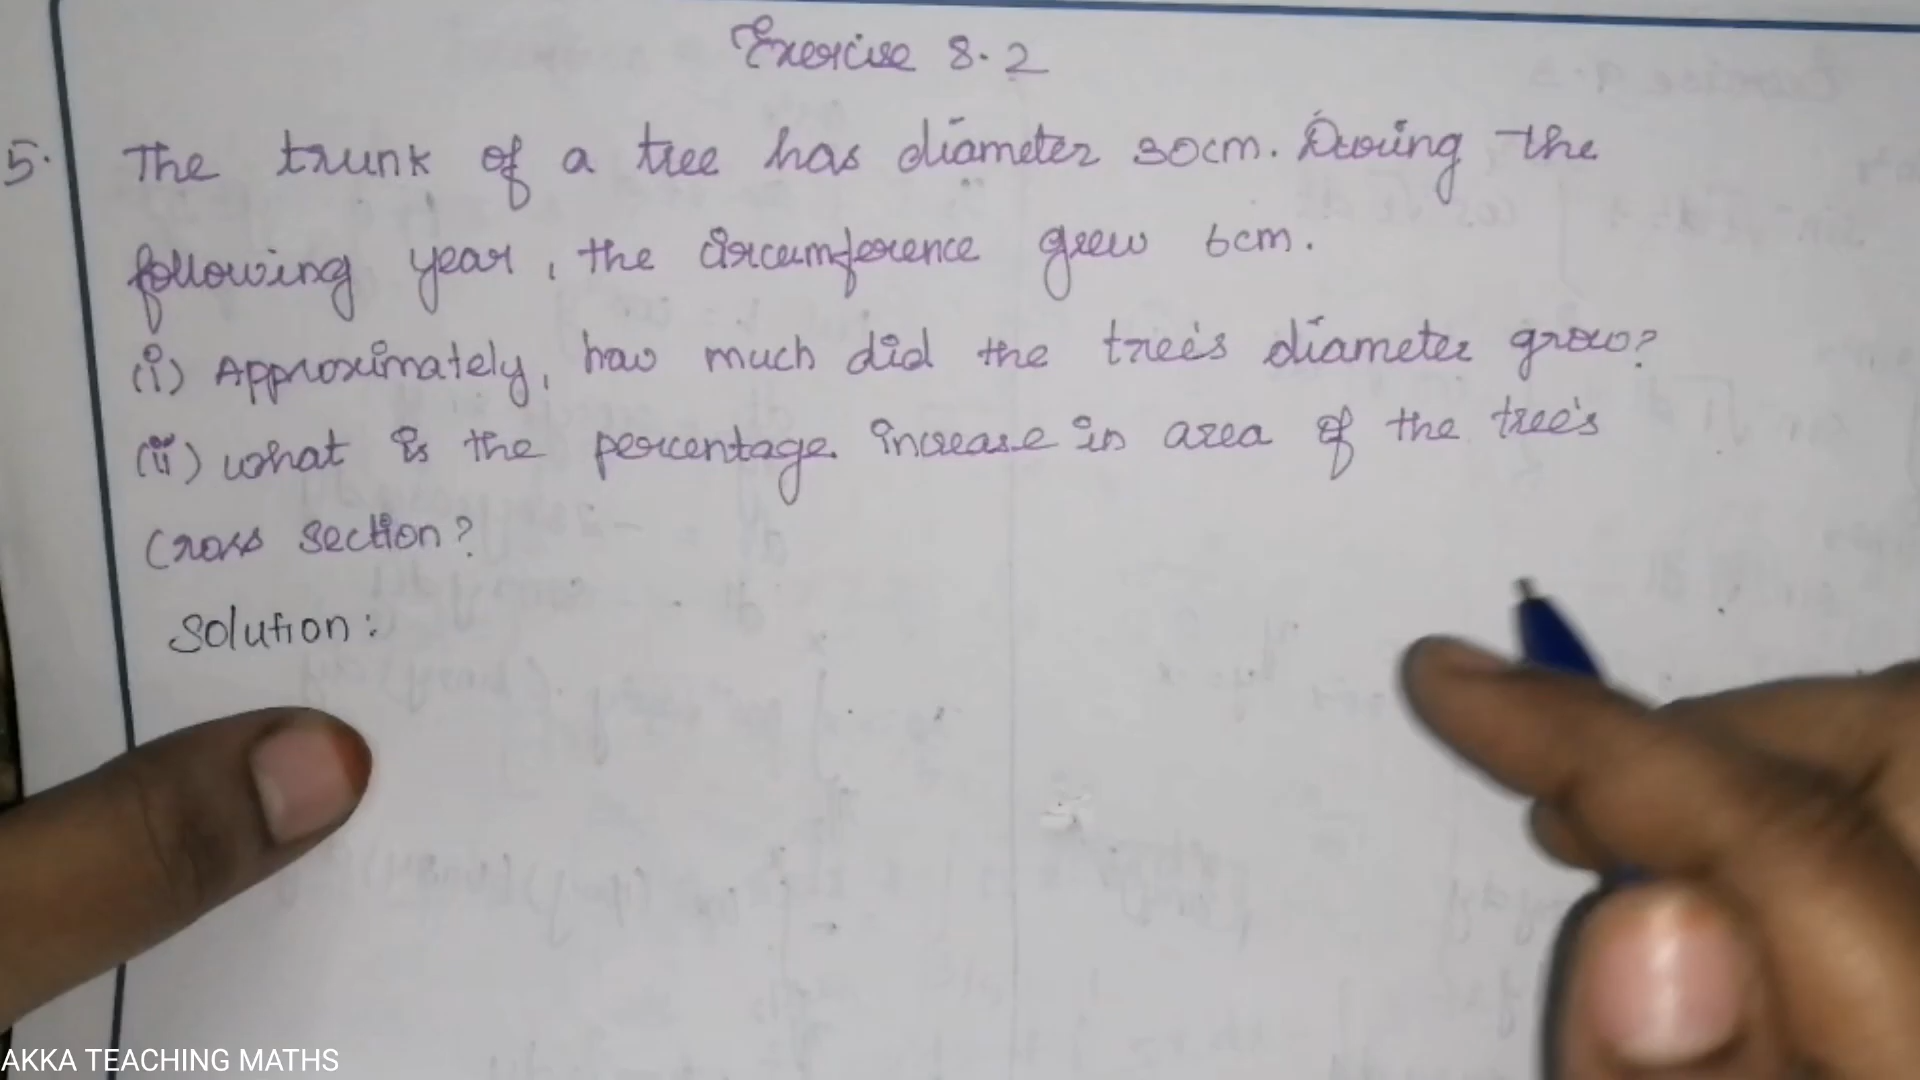 Exercise 8.2
5. The trunk of a tree has diameter 30cm. During the
following year, the circumference grew 6cm.
(i) Approximately, how much did the tree's diameter grow?
(ii) what is the percentage increase in area of the tree's
cross section?
Solution:
AKKA TEACHING MATHS